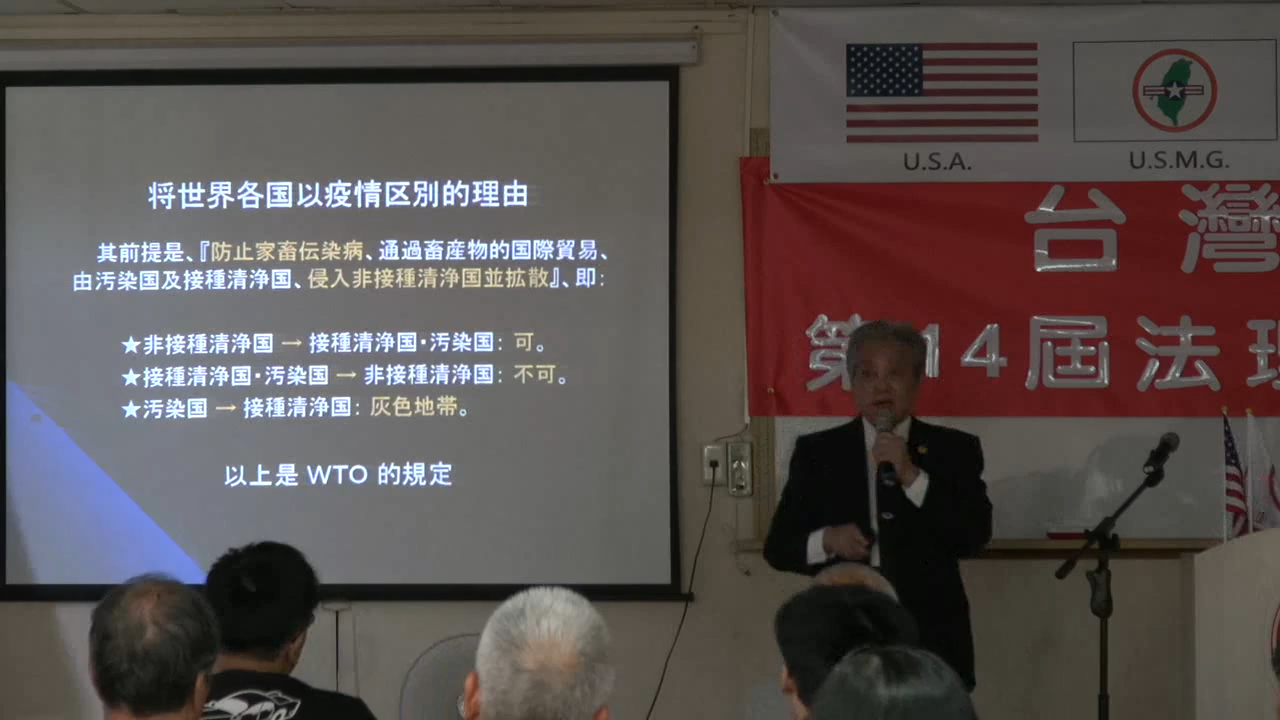 将世界各国以疫情区別的理由
其前提是、『防止家畜伝染病、通過畜産物的国際貿易、
由汚染国及接種清浄国、侵入非接種清浄国並拡散』、即：
★非接種清浄国 → 接種清浄国・汚染国： 可。
★接種清浄国・汚染国 → 非接種清浄国： 不可。
★汚染国 → 接種清浄国： 灰色地帯。
以上是 WTO 的規定
U.S.A.
U.S.M.G.
台灣
第14屆法理